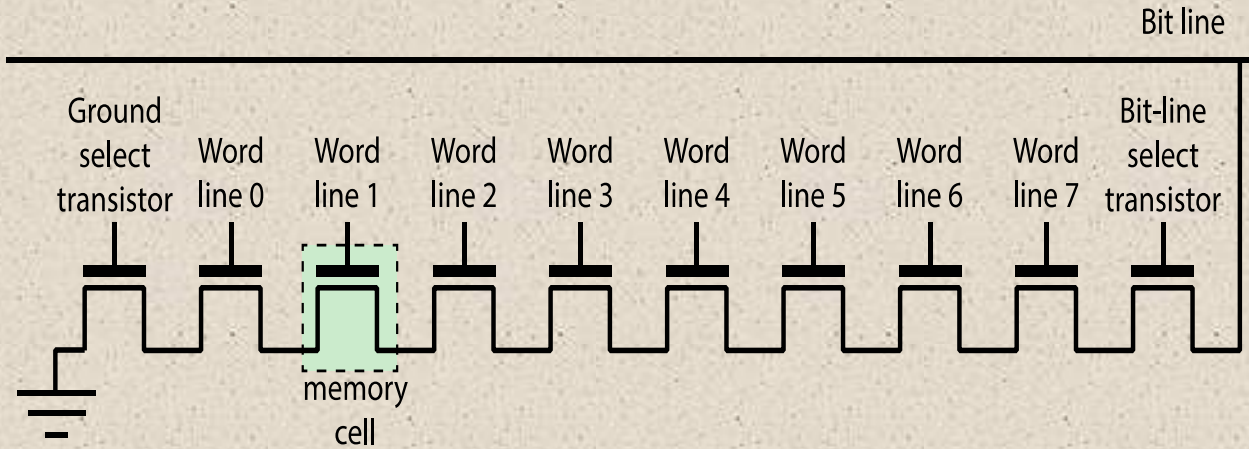 Bit line
Ground
select
transistor
Word
line 0
Word
line 1
Word
line 2
Word
line 3
Word
line 4
Word
line 5
Word
line 6
Word
line 7
Bit-line
select
transistor
memory
cell